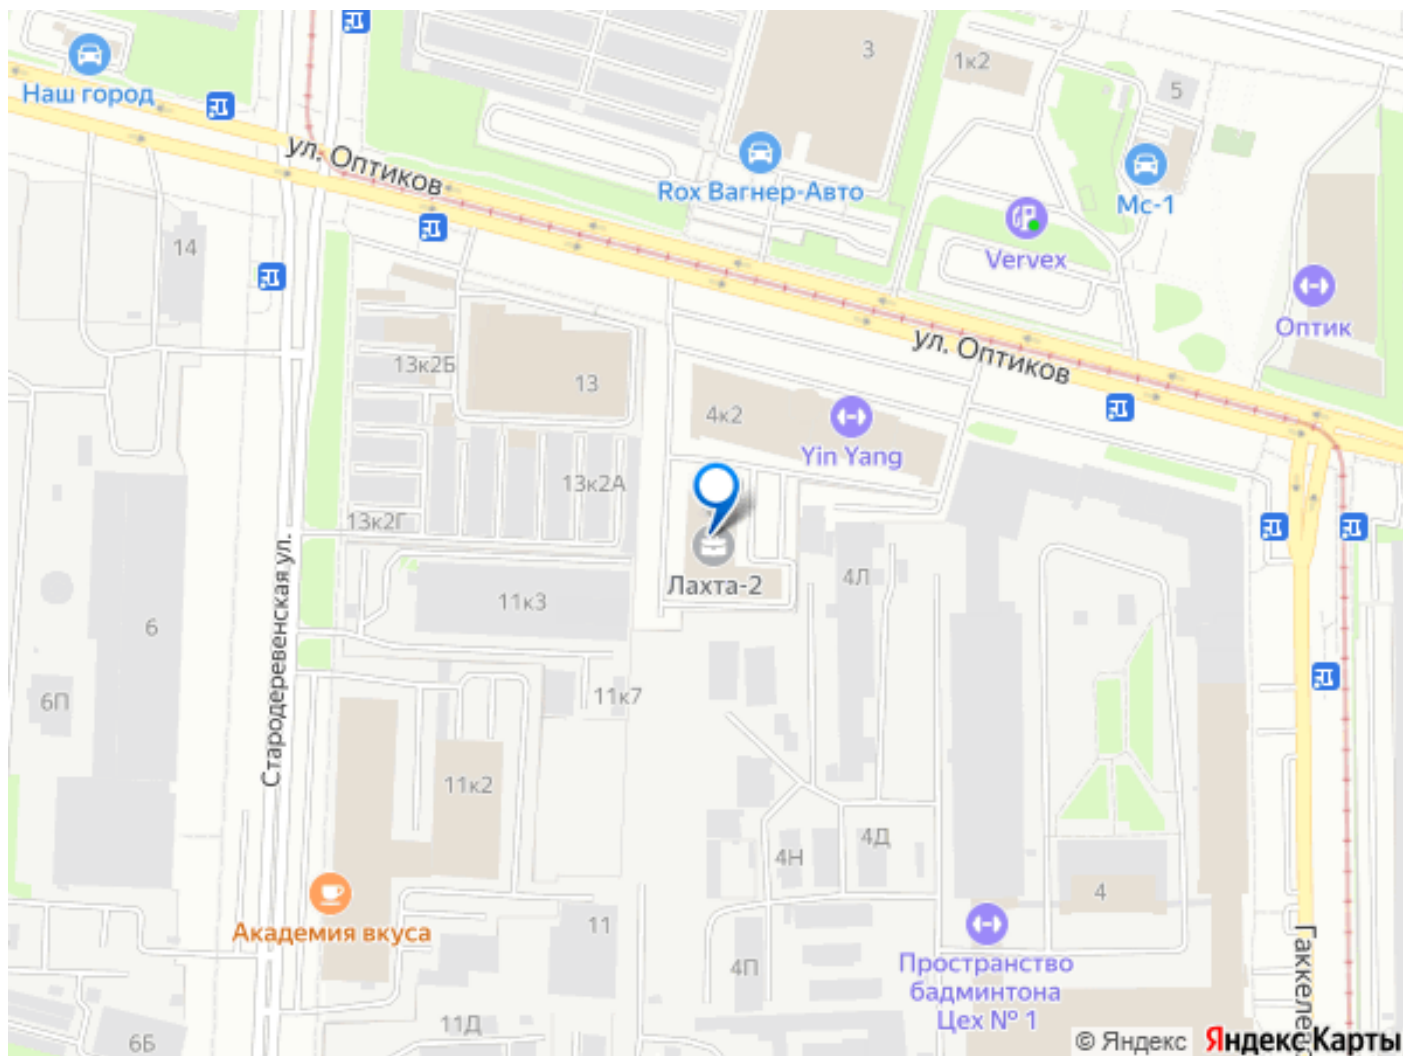 3
1к2
5
Наш город
ул. Оптиков
Rox Вагнер-Авто
Мс-1
14
Vervex
Оптик
ул. Оптиков
13к2Б
13
4к2
Yin Yang
13к2А
13к2Г
Лахта-2
4Л
11к3
Стародеревенская ул.
6
6П
11к7
11к2
4Д
4Н
4
Академия вкуса
11
Пространство
бадминтона
Цех № 1
4П
11Д
6Б
Гаккелев
© Яндекс
Яндекс Карты